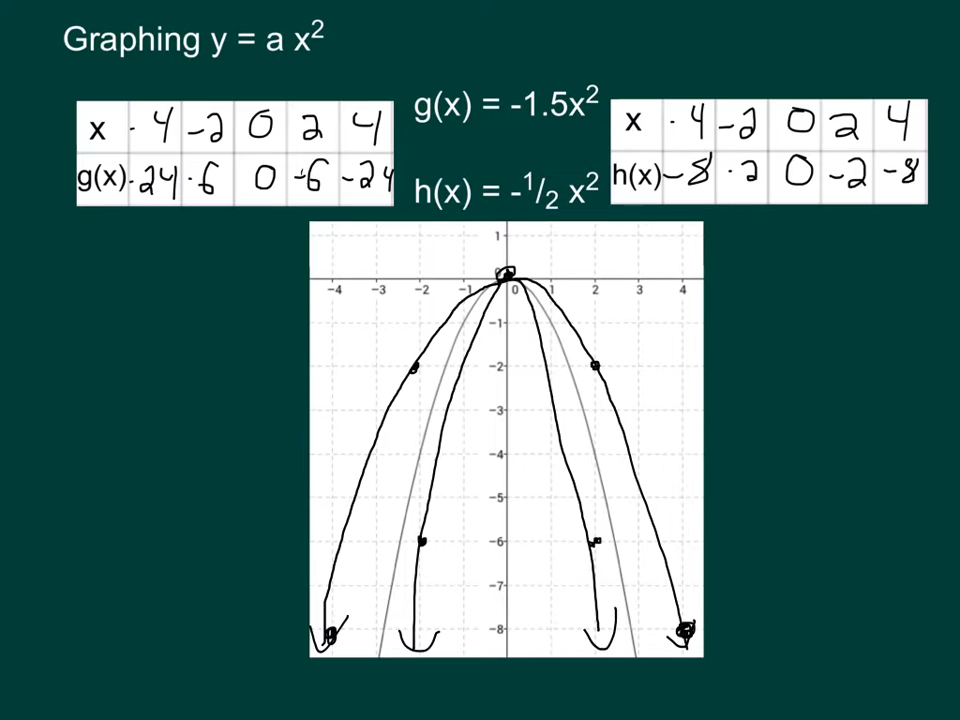 Graphing y = a x²
x -4 -2 0 2 4
g(x) -24 -6 0 -6 -24
g(x) = -1.5x²
h(x) = -¹/₂ x²
x -4 -2 0 2 4
h(x) -8 -2 0 -2 -8
1
0
-4 -3 -2 -1 0 1 2 3 4
-1
-2
-3
-4
-5
-6
-7
-8